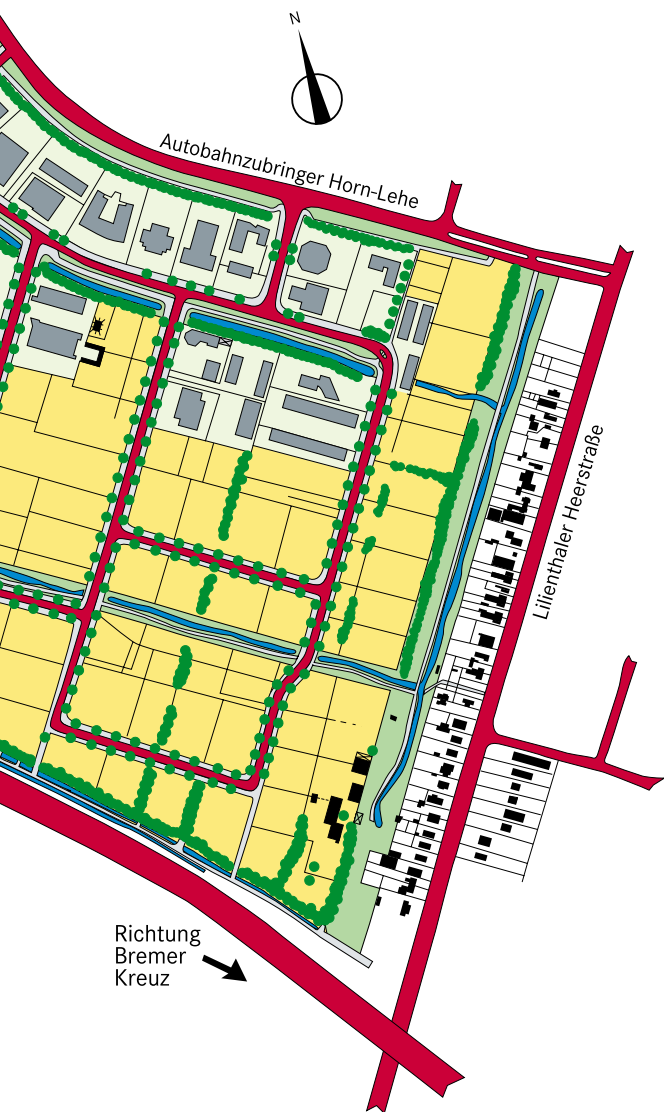 N
Autobahnzubringer Horn-Lehe
Lilienthaler Heerstraße
Richtung
Bremer
Kreuz